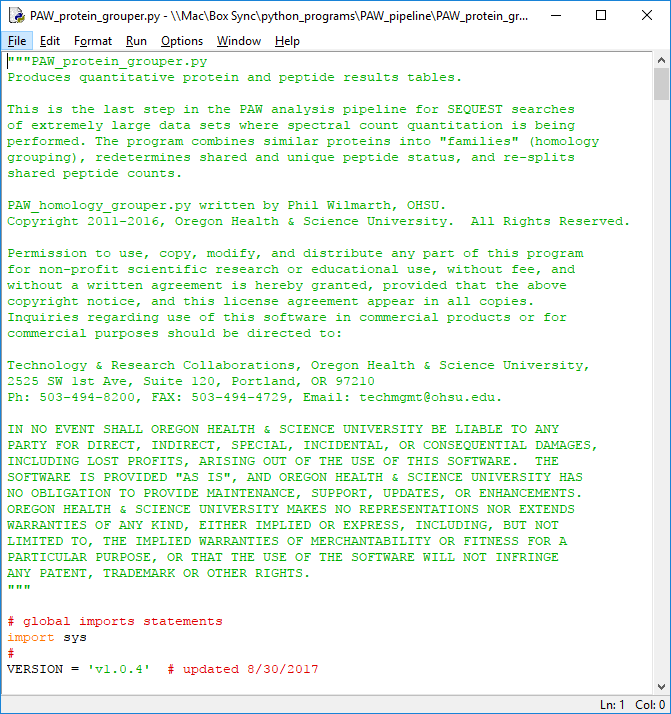 PAW_protein_grouper.py - \\Mac\Box Sync\python_programs\PAW_pipeline\PAW_protein_gr...
File Edit Format Run Options Window Help
"""PAW_protein_grouper.py
Produces quantitative protein and peptide results tables.
This is the last step in the PAW analysis pipeline for SEQUEST searches
of extremely large data sets where spectral count quantitation is being
performed. The program combines similar proteins into "families" (homology
grouping), redetermines shared and unique peptide status, and re-splits
shared peptide counts.
PAW_homology_grouper.py written by Phil Wilmarth, OHSU.
Copyright 2011-2016, Oregon Health & Science University.  All Rights Reserved.
Permission to use, copy, modify, and distribute any part of this program
for non-profit scientific research or educational use, without fee, and
without a written agreement is hereby granted, provided that the above
copyright notice, and this license agreement appear in all copies.
Inquiries regarding use of this software in commercial products or for
commercial purposes should be directed to:
Technology & Research Collaborations, Oregon Health & Science University,
2525 SW 1st Ave, Suite 120, Portland, OR 97210
Ph: 503-494-8200, FAX: 503-494-4729, Email: techmgmt@ohsu.edu.
IN NO EVENT SHALL OREGON HEALTH & SCIENCE UNIVERSITY BE LIABLE TO ANY
PARTY FOR DIRECT, INDIRECT, SPECIAL, INCIDENTAL, OR CONSEQUENTIAL DAMAGES,
INCLUDING LOST PROFITS, ARISING OUT OF THE USE OF THIS SOFTWARE.  THE
SOFTWARE IS PROVIDED "AS IS", AND OREGON HEALTH & SCIENCE UNIVERSITY HAS
NO OBLIGATION TO PROVIDE MAINTENANCE, SUPPORT, UPDATES, OR ENHANCEMENTS.
OREGON HEALTH & SCIENCE UNIVERSITY MAKES NO REPRESENTATIONS NOR EXTENDS
WARRANTIES OF ANY KIND, EITHER IMPLIED OR EXPRESS, INCLUDING, BUT NOT
LIMITED TO, THE IMPLIED WARRANTIES OF MERCHANTABILITY OR FITNESS FOR A
PARTICULAR PURPOSE, OR THAT THE USE OF THE SOFTWARE WILL NOT INFRINGE
ANY PATENT, TRADEMARK OR OTHER RIGHTS.
"""
# global imports statements
import sys
#
VERSION = 'v1.0.4'  # updated 8/30/2017
Ln: 1 Col: 0